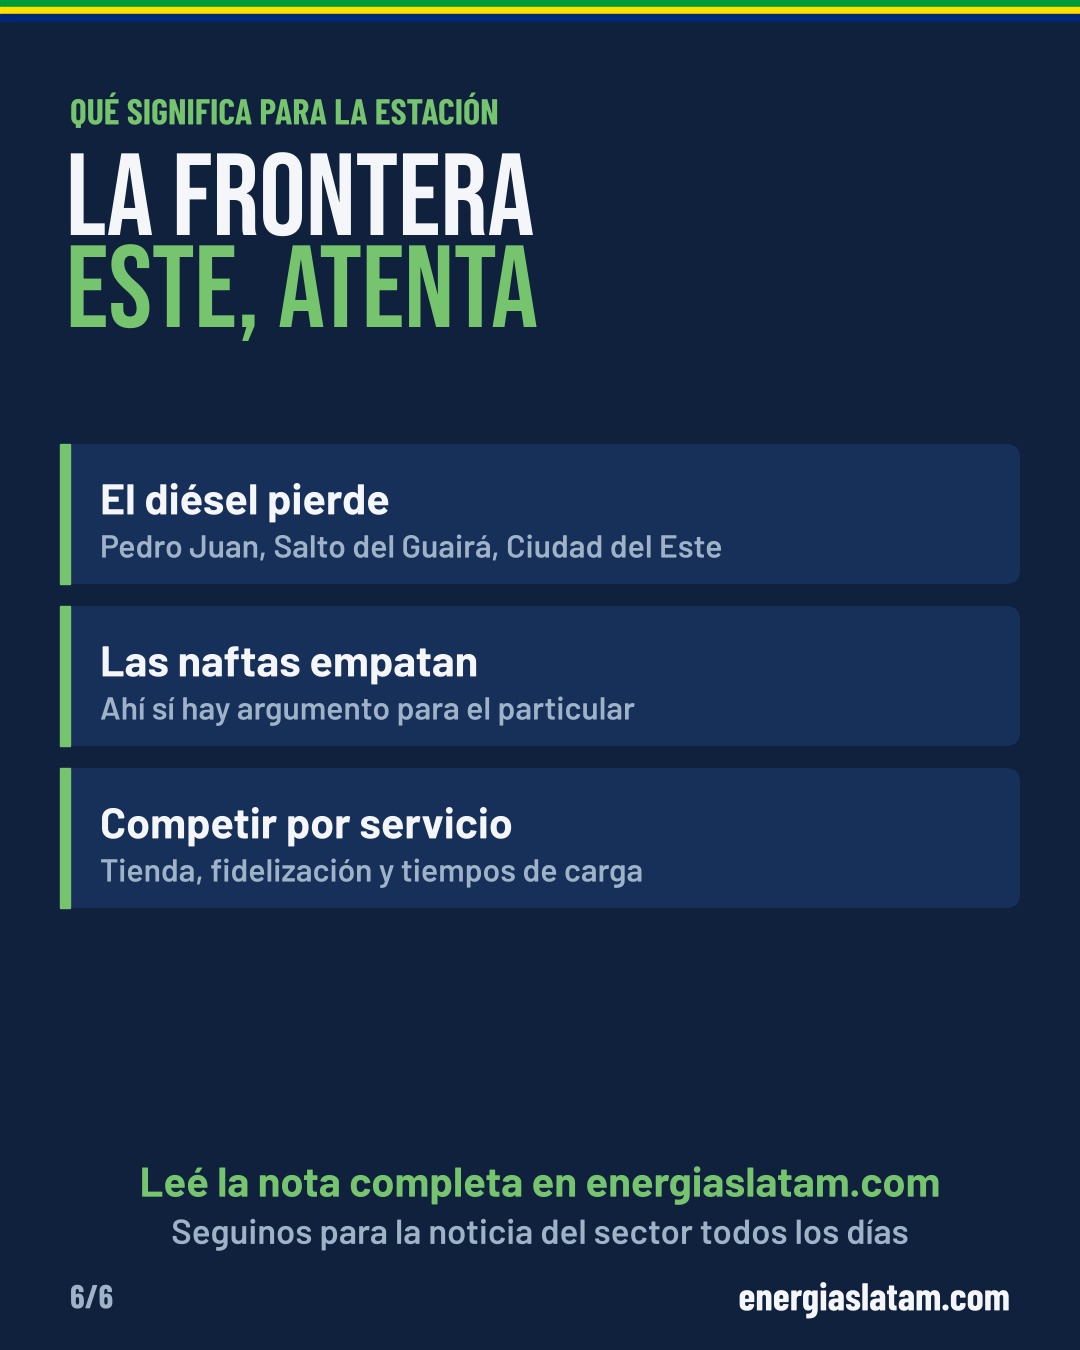 QUÉ SIGNIFICA PARA LA ESTACIÓN
LA FRONTERA
ESTE, ATENTA
El diésel pierde
Pedro Juan, Salto del Guairá, Ciudad del Este
Las naftas empatan
Ahí sí hay argumento para el particular
Competir por servicio
Tienda, fidelización y tiempos de carga
Leé la nota completa en energiaslatam.com
Seguinos para la noticia del sector todos los días
6/6
energiaslatam.com